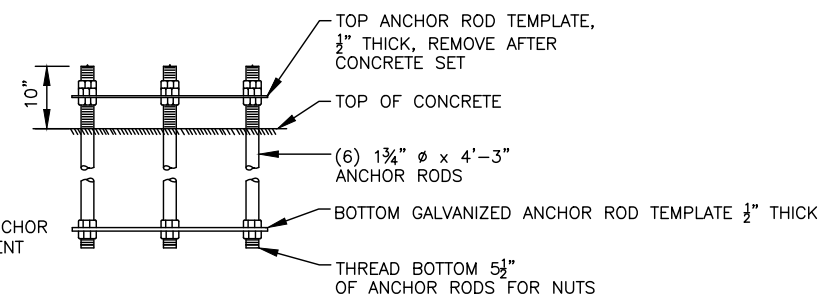 TOP ANCHOR ROD TEMPLATE,
½" THICK, REMOVE AFTER
CONCRETE SET
10"
TOP OF CONCRETE
(6) 1¾" ø x 4'-3"
ANCHOR RODS
BOTTOM GALVANIZED ANCHOR ROD TEMPLATE ½" THICK
THREAD BOTTOM 5½"
OF ANCHOR RODS FOR NUTS